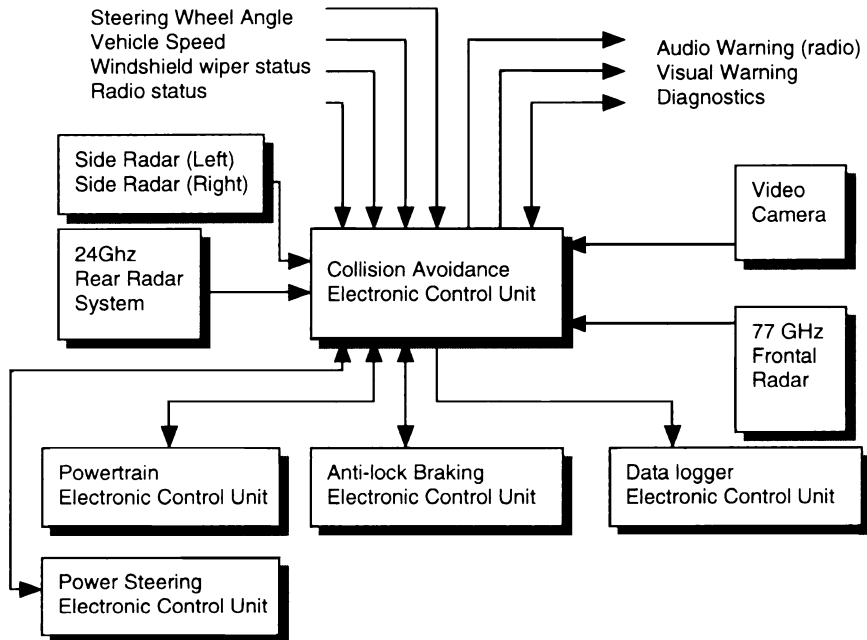 Steering Wheel Angle
Vehicle Speed
Windshield wiper status
Radio status
Audio Warning (radio)
Visual Warning
Diagnostics
Side Radar (Left)
Side Radar (Right)
Video
Camera
24Ghz
Rear Radar
System
Collision Avoidance
Electronic Control Unit
77 GHz
Frontal
Radar
Powertrain
Electronic Control Unit
Anti-lock Braking
Electronic Control Unit
Data logger
Electronic Control Unit
Power Steering
Electronic Control Unit